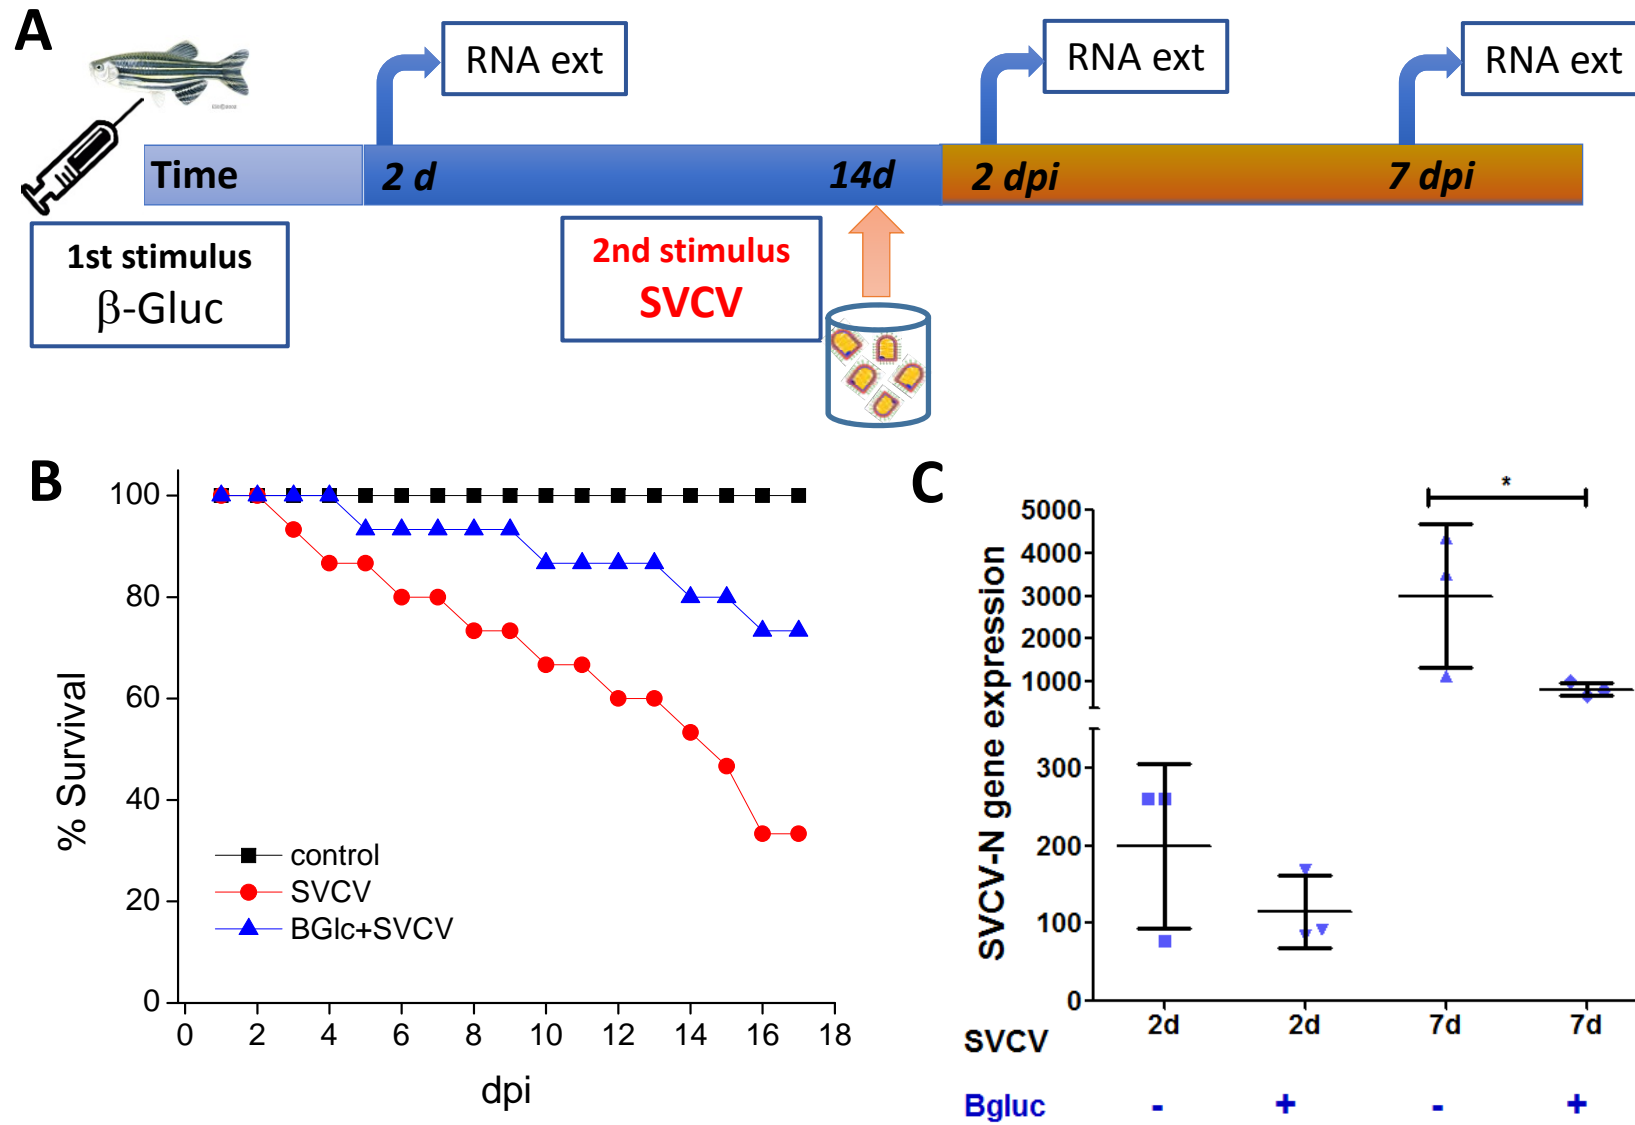 A
RNA ext
RNA ext
RNA ext
Time
2 d
14d
2 dpi
7 dpi
1st stimulus
β-Gluc
2nd stimulus
SVCV
B
100
80
60
40
20
0
% Survival
control
SVCV
BGlc+SVCV
0 2 4 6 8 10 12 14 16 18
dpi
C
*
5000
4000
3000
2000
1000
300
200
100
0
SVCV-N gene expression
SVCV 2d 2d 7d 7d
Bgluc - + - +